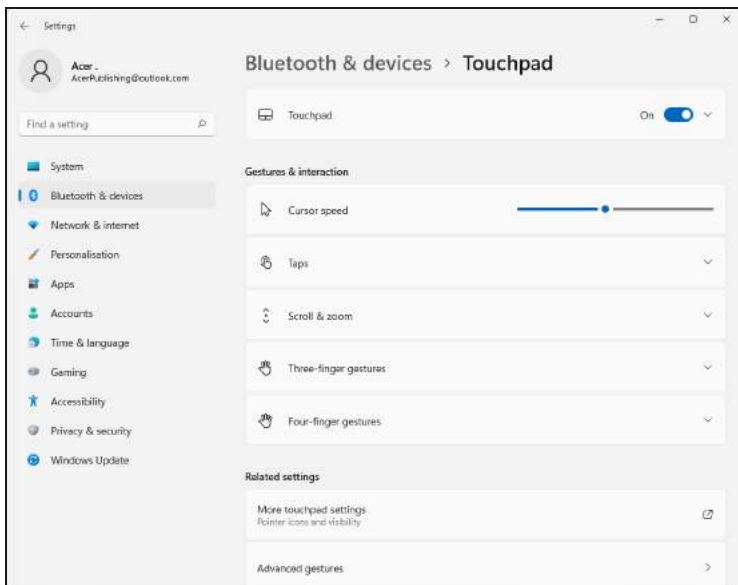 Settings
Acer .
AcerPublishing@outlook.com
Find a setting
System
Bluetooth & devices
Network & internet
Personalisation
Apps
Accounts
Time & language
Gaming
Accessibility
Privacy & security
Windows Update
Bluetooth & devices > Touchpad
Touchpad
On
Gestures & interaction
Cursor speed
Taps
Scroll & zoom
Three-finger gestures
Four-finger gestures
Related settings
More touchpad settings
Pointer icons and visibility
Advanced gestures